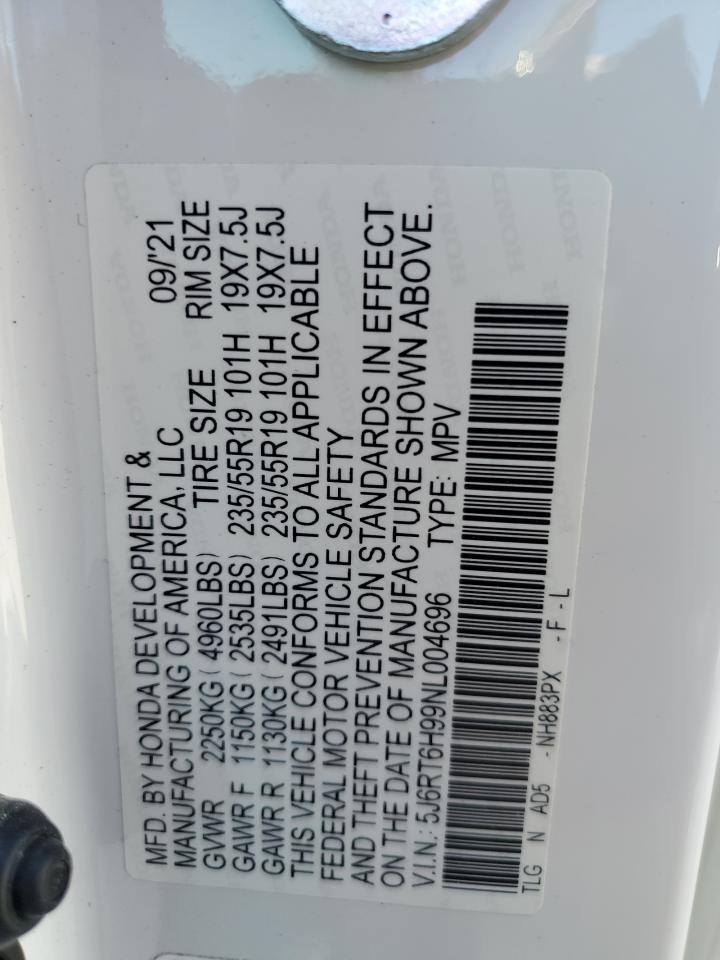 MFD. BY HONDA DEVELOPMENT &
MANUFACTURING OF AMERICA, LLC 09/'21
GVWR 2250KG ( 4960LBS) TIRE SIZE RIM SIZE
GAWR F 1150KG ( 2535LBS) 235/55R19 101H 19X7.5J
GAWR R 1130KG ( 2491LBS) 235/55R19 101H 19X7.5J
THIS VEHICLE CONFORMS TO ALL APPLICABLE
FEDERAL MOTOR VEHICLE SAFETY
AND THEFT PREVENTION STANDARDS IN EFFECT
ON THE DATE OF MANUFACTURE SHOWN ABOVE.
V.I.N.: 5J6RT6H99NL004696 TYPE: MPV
TLG N AD5 -NH883PX -F -L